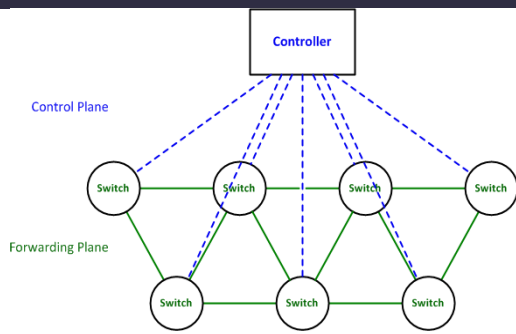 Controller
Control Plane
Switch Switch Switch Switch
Forwarding Plane
Switch Switch Switch